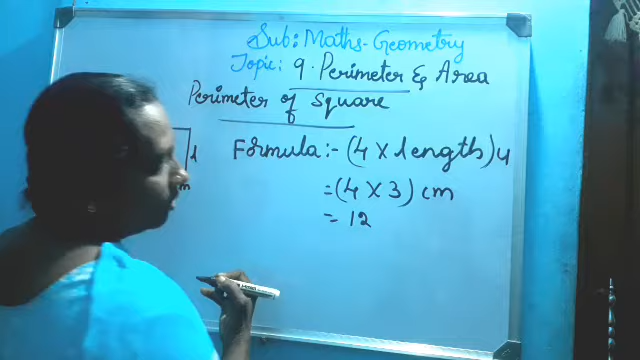 Sub: Maths-Geometry
Topic: 9. Perimeter & Area
Perimeter of square
l
m
Formula:- (4 x length) u
= (4 x 3) cm
= 12